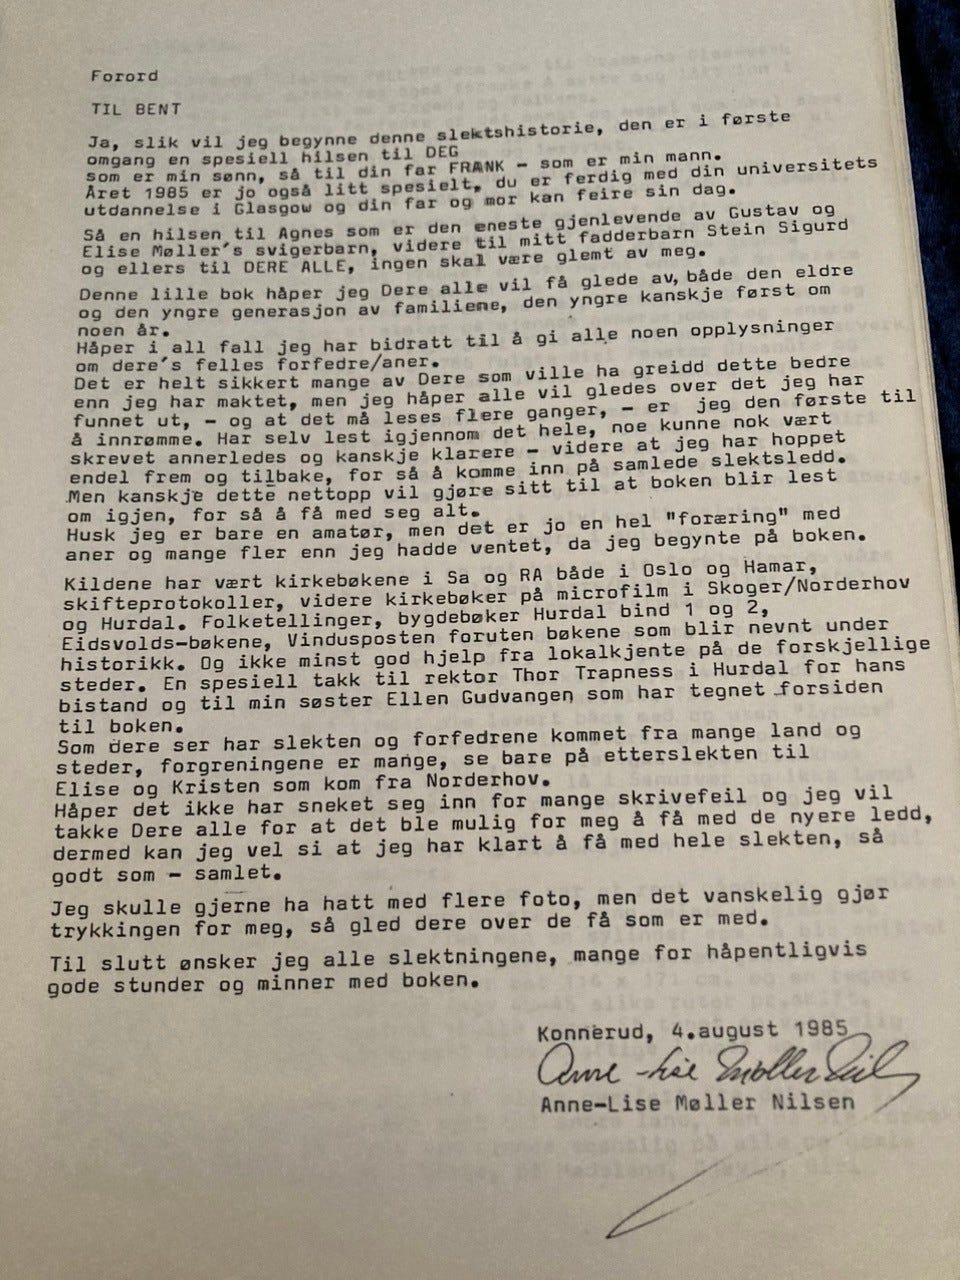 Forord
TIL BENT
Ja, slik vil jeg begynne denne slektshistorie, den er i første
omgang en spesiell hilsen til DEG
som er min sønn, så til din far FRANK - som er min mann.
Året 1985 er jo også litt spesielt, du er ferdig med din universitets
utdannelse i Glasgow og din far og mor kan feire sin dag.
Så en hilsen til Agnes som er den eneste gjenlevende av Gustav og
Elise Møller's svigerbarn, videre til mitt fadderbarn Stein Sigurd
og ellers til DERE ALLE, ingen skal være glemt av meg.
Denne lille bok håper jeg Dere alle vil få glede av, både den eldre
og den yngre generasjon av familiene, den yngre kanskje først om
noen år.
Håper i all fall jeg har bidratt til å gi alle noen opplysninger
om dere's felles forfedre/aner.
Det er helt sikkert mange av Dere som ville ha greidd dette bedre
enn jeg har maktet, men jeg håper alle vil gledes over det jeg har
funnet ut, - og at det må leses flere ganger, - er jeg den første til
å innrømme. Har selv lest igjennom det hele, noe kunne nok vært
skrevet annerledes og kanskje klarere - videre at jeg har hoppet
endel frem og tilbake, for så å komme inn på samlede slektsledd.
Men kanskje dette nettopp vil gjøre sitt til at boken blir lest
om igjen, for så å få med seg alt.
Husk jeg er bare en amatør, men det er jo en hel "foræring" med
aner og mange fler enn jeg hadde ventet, da jeg begynte på boken.
Kildene har vært kirkebøkene i Sa og RA både i Oslo og Hamar,
skifteprotokoller, videre kirkebøker på microfilm i Skoger/Norderhov
og Hurdal. Folketellinger, bygdebøker Hurdal bind 1 og 2,
Eidsvolds-bøkene, Vindusposten foruten bøkene som blir nevnt under
historikk. Og ikke minst god hjelp fra lokalkjente på de forskjellige
steder. En spesiell takk til rektor Thor Trapness i Hurdal for hans
bistand og til min søster Ellen Gudvangen som har tegnet forsiden
til boken.
Som dere ser har slekten og forfedrene kommet fra mange land og
steder, forgreningene er mange, se bare på etterslekten til
Elise og Kristen som kom fra Norderhov.
Håper det ikke har sneket seg inn for mange skrivefeil og jeg vil
takke Dere alle for at det ble mulig for meg å få med de nyere ledd,
dermed kan jeg vel si at jeg har klart å få med hele slekten, så
godt som - samlet.
Jeg skulle gjerne ha hatt med flere foto, men det vanskelig gjør
trykkingen for meg, så gled dere over de få som er med.
Til slutt ønsker jeg alle slektningene, mange for håpentligvis
gode stunder og minner med boken.
Konnerud, 4.august 1985
Anne-Lise Møller Nilsen
Anne-Lise Møller Nilsen